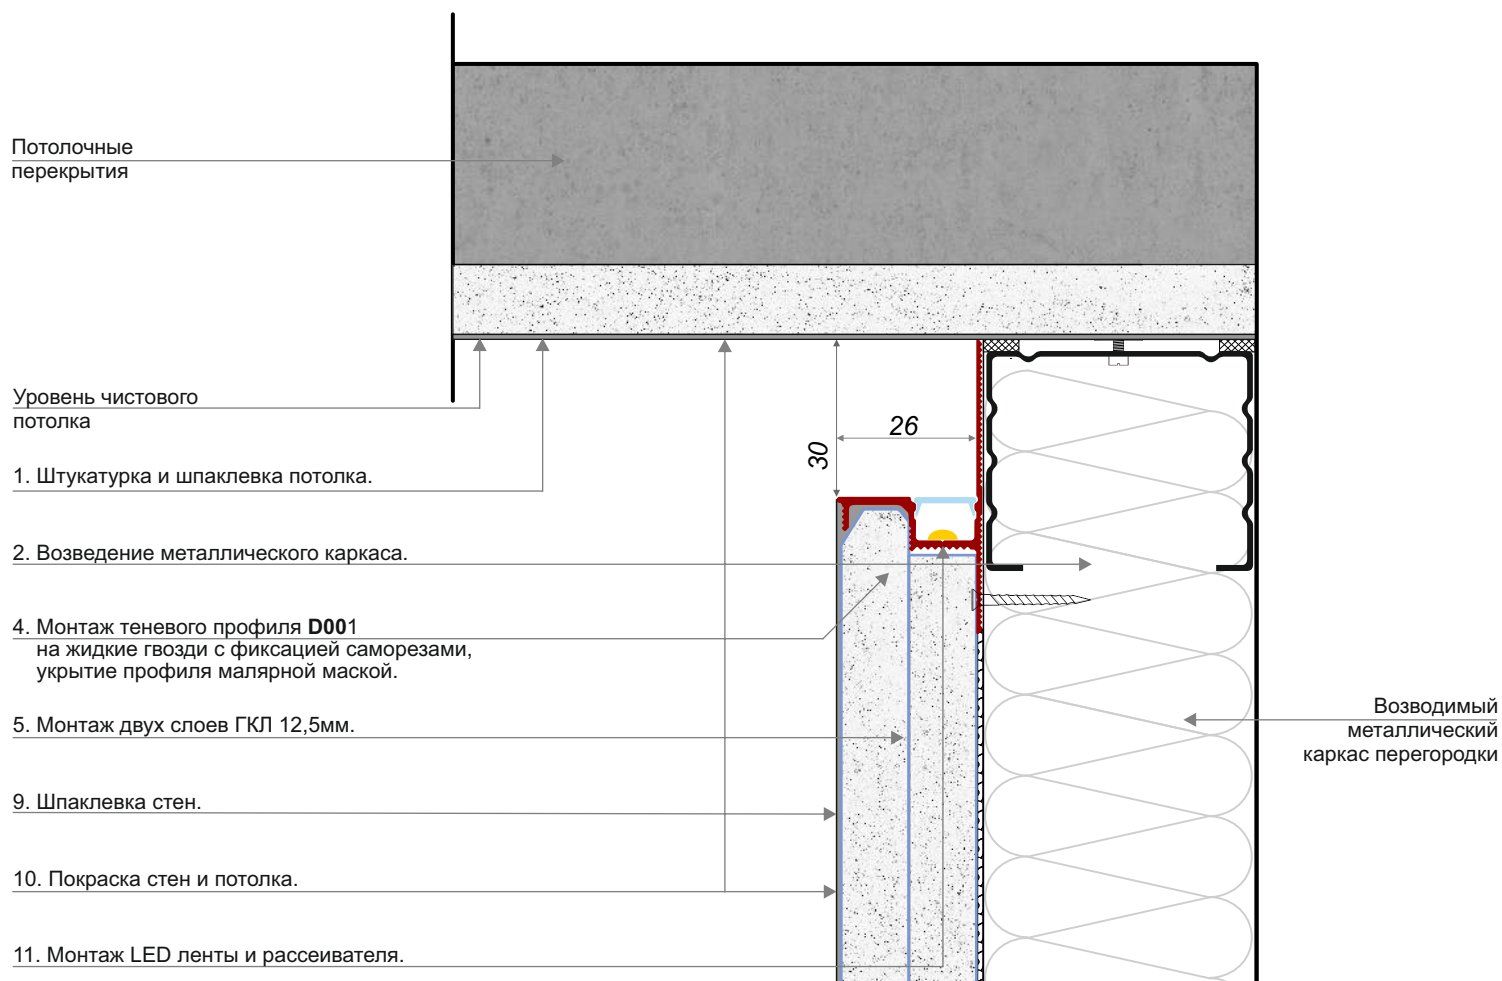 Потолочные
перекрытия
Уровень чистового
потолка
1. Штукатурка и шпаклевка потолка.
26
30
2. Возведение металлического каркаса.
4. Монтаж теневого профиля D001
на жидкие гвозди с фиксацией саморезами,
укрытие профиля малярной маской.
5. Монтаж двух слоев ГКЛ 12,5мм.
Возводимый
металлический
каркас перегородки
9. Шпаклевка стен.
10. Покраска стен и потолка.
11. Монтаж LED ленты и рассеивателя.